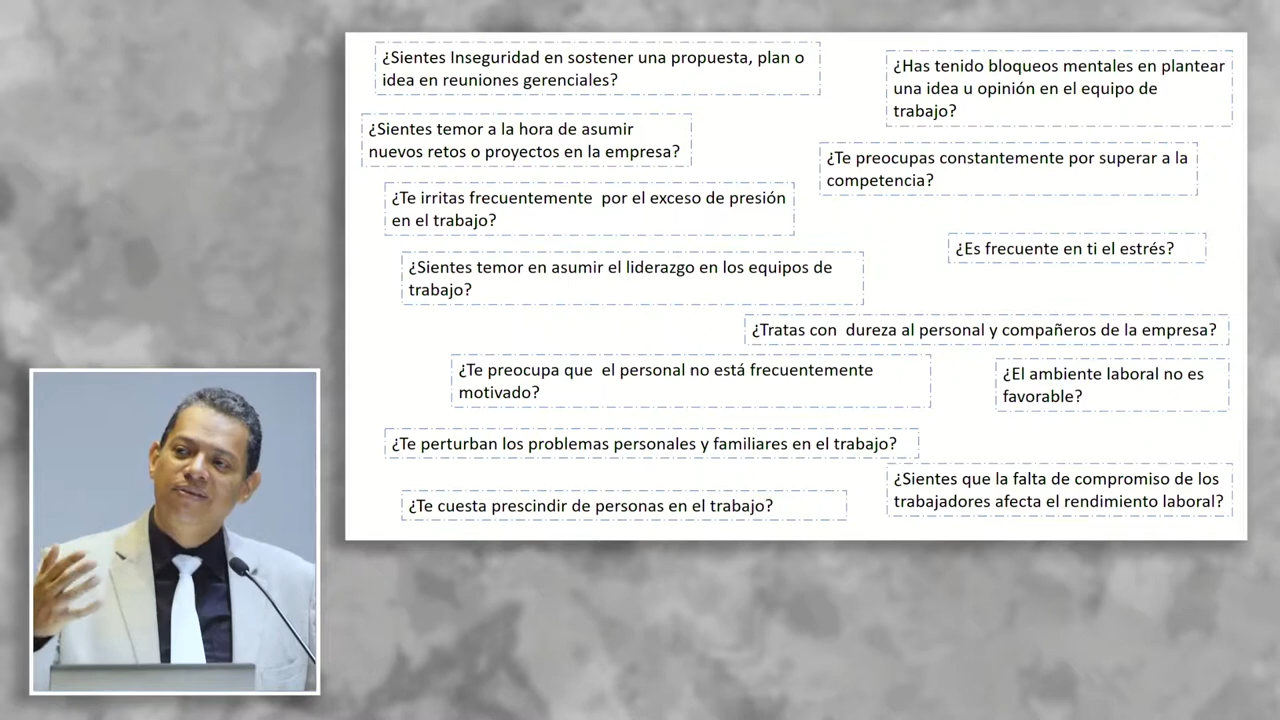 ¿Sientes Inseguridad en sostener una propuesta, plan o
idea en reuniones gerenciales?
¿Has tenido bloqueos mentales en plantear
una idea u opinión en el equipo de
trabajo?
¿Sientes temor a la hora de asumir
nuevos retos o proyectos en la empresa?
¿Te preocupas constantemente por superar a la
competencia?
¿Te irritas frecuentemente  por el exceso de presión
en el trabajo?
¿Es frecuente en ti el estrés?
¿Sientes temor en asumir el liderazgo en los equipos de
trabajo?
¿Tratas con  dureza al personal y compañeros de la empresa?
¿Te preocupa que  el personal no está frecuentemente
motivado?
¿El ambiente laboral no es
favorable?
¿Te perturban los problemas personales y familiares en el trabajo?
¿Sientes que la falta de compromiso de los
trabajadores afecta el rendimiento laboral?
¿Te cuesta prescindir de personas en el trabajo?